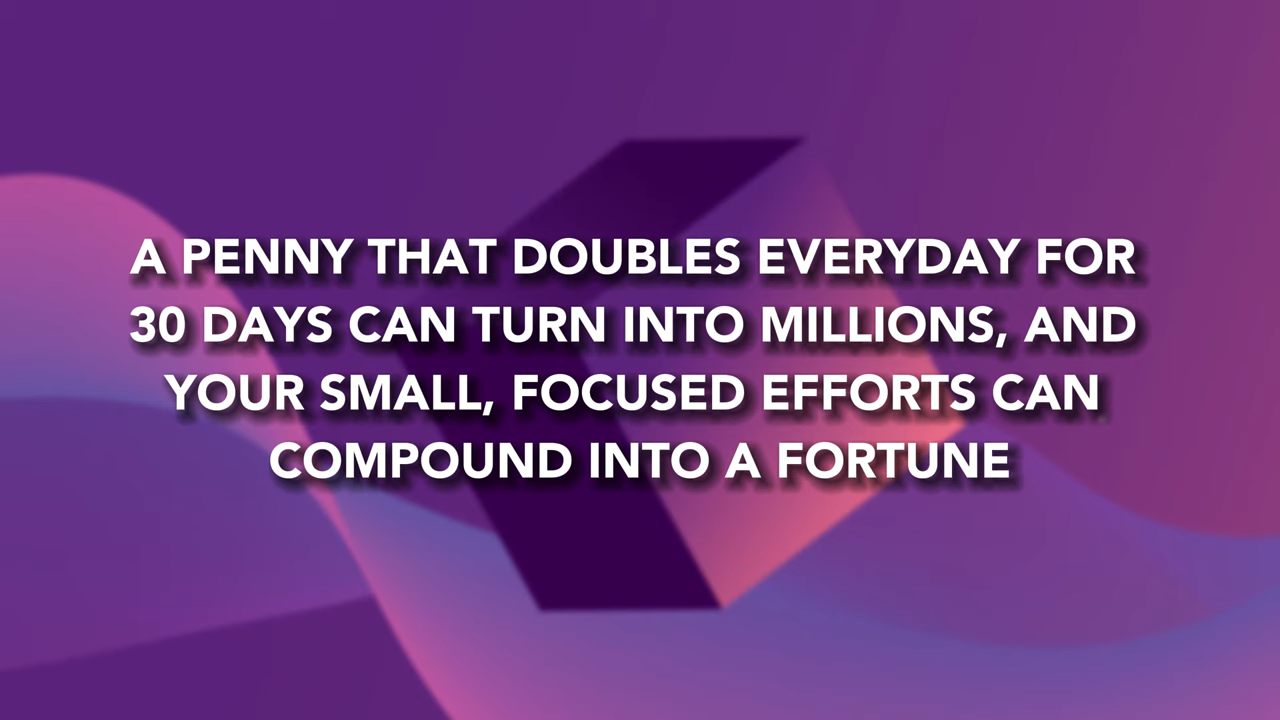 A PENNY THAT DOUBLES EVERYDAY FOR
30 DAYS CAN TURN INTO MILLIONS, AND
YOUR SMALL, FOCUSED EFFORTS CAN
COMPOUND INTO A FORTUNE